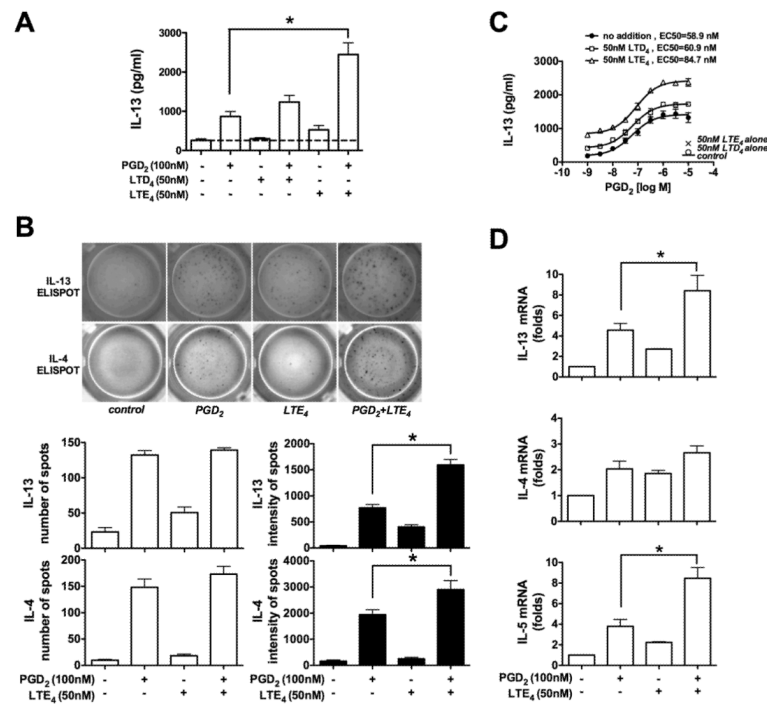 A
*
IL-13 (pg/ml)
3000
2000
1000
0
PGD₂ (100nM) - + - + - +
LTD₄ (50nM) - - + + - -
LTE₄ (50nM) - - - - + +
C
no addition , EC50=58.9 nM
50nM LTD₄ , EC50=60.9 nM
50nM LTE₄ , EC50=84.7 nM
IL-13 (pg/ml)
3000
2000
1000
0
50nM LTE₄ alone
50nM LTD₄ alone
control
-10 -9 -8 -7 -6 -5 -4 -3 -2
PGD₂ [log M]
B
IL-13
ELISPOT
IL-4
ELISPOT
control PGD₂ LTE₄ PGD₂+LTE₄
IL-13
number of spots
150
100
50
0
IL-13
intensity of spots
2000
1500
1000
500
0
*
IL-4
number of spots
200
150
100
50
0
IL-4
intensity of spots
4000
3000
2000
1000
0
*
PGD₂ (100nM) - + - + - + - +
LTE₄ (50nM) - - + + - - + +
D
IL-13 mRNA
(folds)
10
8
6
4
2
0
*
IL-4 mRNA
(folds)
4
3
2
1
0
IL-5 mRNA
(folds)
10
8
6
4
2
0
*
PGD₂ (100nM) - + - +
LTE₄ (50nM) - - + +